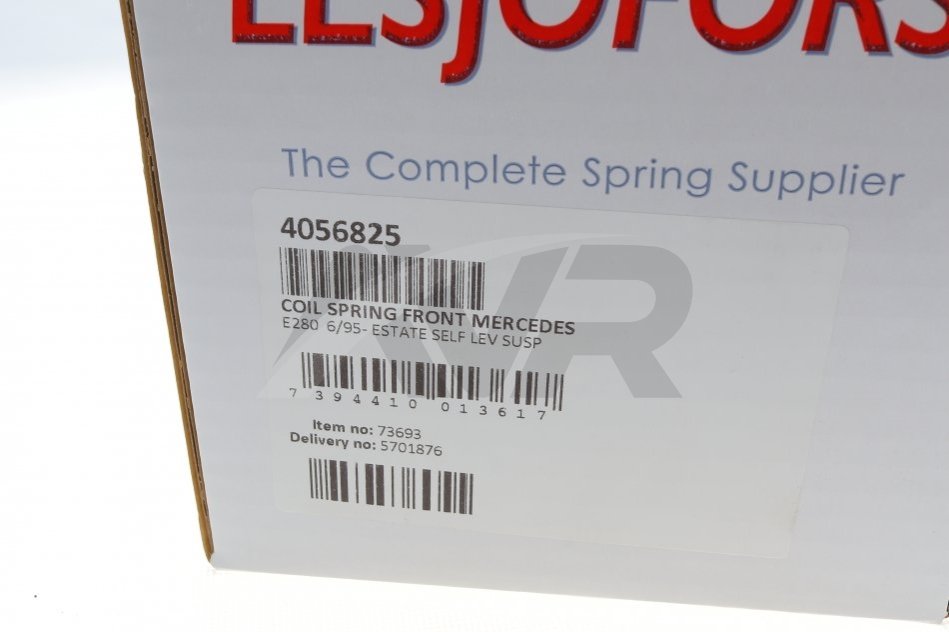 LESJÖFORS
The Complete Spring Supplier
4056825
COIL SPRING FRONT MERCEDES
E280 6/95- ESTATE SELF LEV SUSP
7 394410 013617
Item no: 73693
Delivery no: 5701876